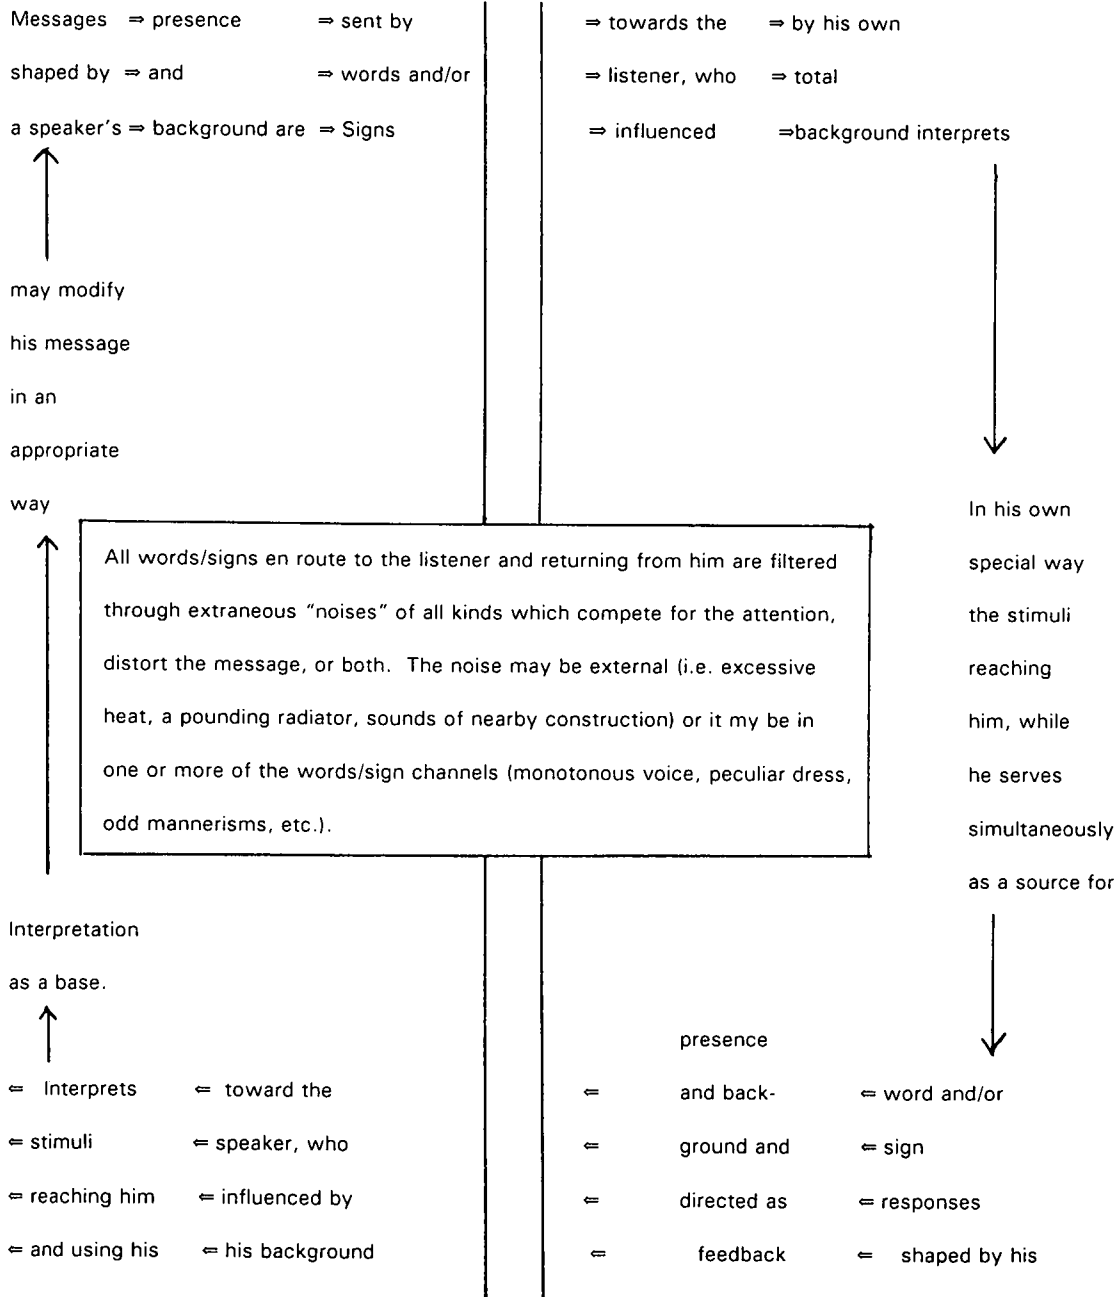 Messages ⇒ presence ⇒ sent by ⇒ towards the ⇒ by his own
shaped by ⇒ and ⇒ words and/or ⇒ listener, who ⇒ total
a speaker's ⇒ background are ⇒ Signs ⇒ influenced ⇒background interprets
may modify
his message
in an
appropriate
way
All words/signs en route to the listener and returning from him are filtered
through extraneous "noises" of all kinds which compete for the attention,
distort the message, or both. The noise may be external (i.e. excessive
heat, a pounding radiator, sounds of nearby construction) or it my be in
one or more of the words/sign channels (monotonous voice, peculiar dress,
odd mannerisms, etc.).
In his own
special way
the stimuli
reaching
him, while
he serves
simultaneously
as a source for
Interpretation
as a base.
presence
⇐ Interprets ⇐ toward the ⇐ and back- ⇐ word and/or
⇐ stimuli ⇐ speaker, who ⇐ ground and ⇐ sign
⇐ reaching him ⇐ influenced by ⇐ directed as ⇐ responses
⇐ and using his ⇐ his background ⇐ feedback ⇐ shaped by his